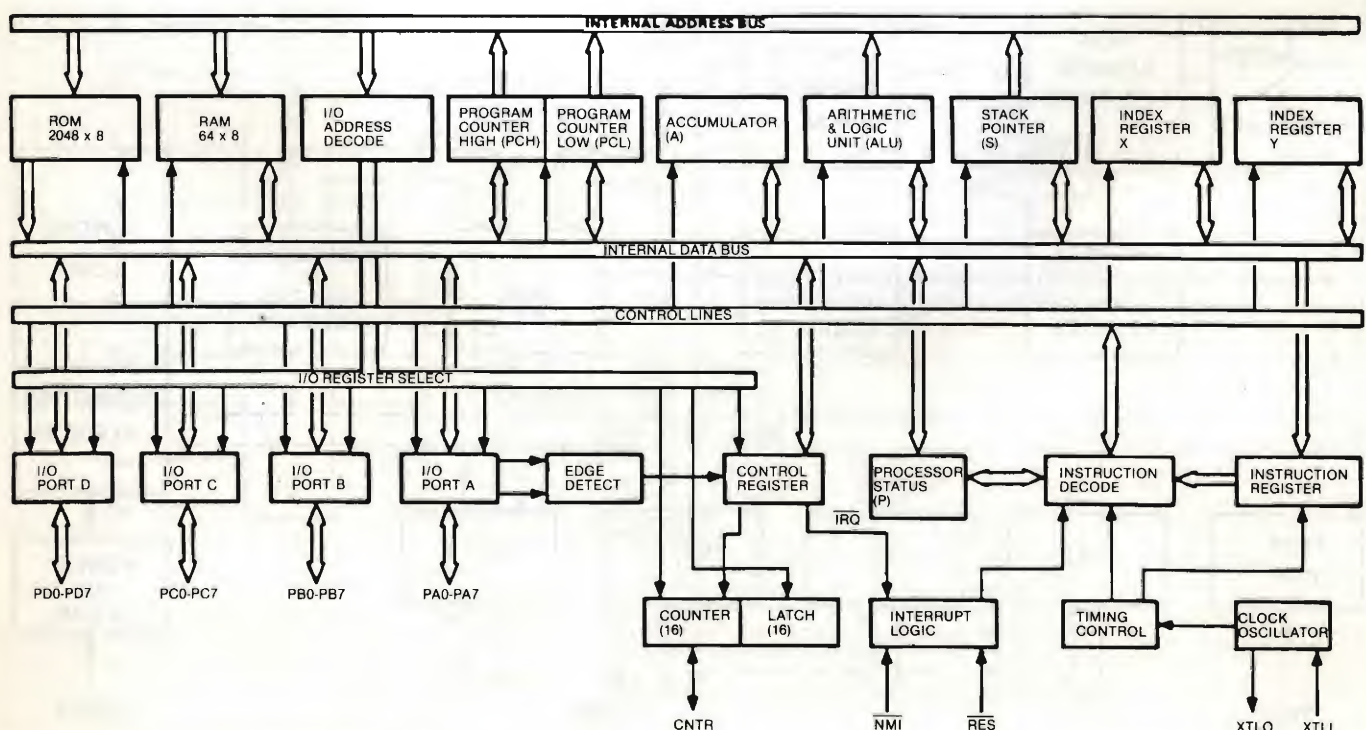 INTERNAL ADDRESS BUS
ROM
2048 x 8
RAM
64 x 8
I/O
ADDRESS
DECODE
PROGRAM
COUNTER
HIGH (PCH)
PROGRAM
COUNTER
LOW (PCL)
ACCUMULATOR (A)
ARITHMETIC
& LOGIC
UNIT (ALU)
STACK
POINTER
(S)
INDEX
REGISTER
X
INDEX
REGISTER
Y
INTERNAL DATA BUS
CONTROL LINES
I/O REGISTER SELECT
I/O
PORT D
I/O
PORT C
I/O
PORT B
I/O
PORT A
EDGE
DETECT
CONTROL
REGISTER
PROCESSOR
STATUS
(P)
INSTRUCTION
DECODE
INSTRUCTION
REGISTER
IRQ
PD0-PD7
PC0-PC7
PB0-PB7
PA0-PA7
COUNTER
(16)
LATCH
(16)
INTERRUPT
LOGIC
TIMING
CONTROL
CLOCK
OSCILLATOR
CNTR
NMI
RES
XTLO
XTLI